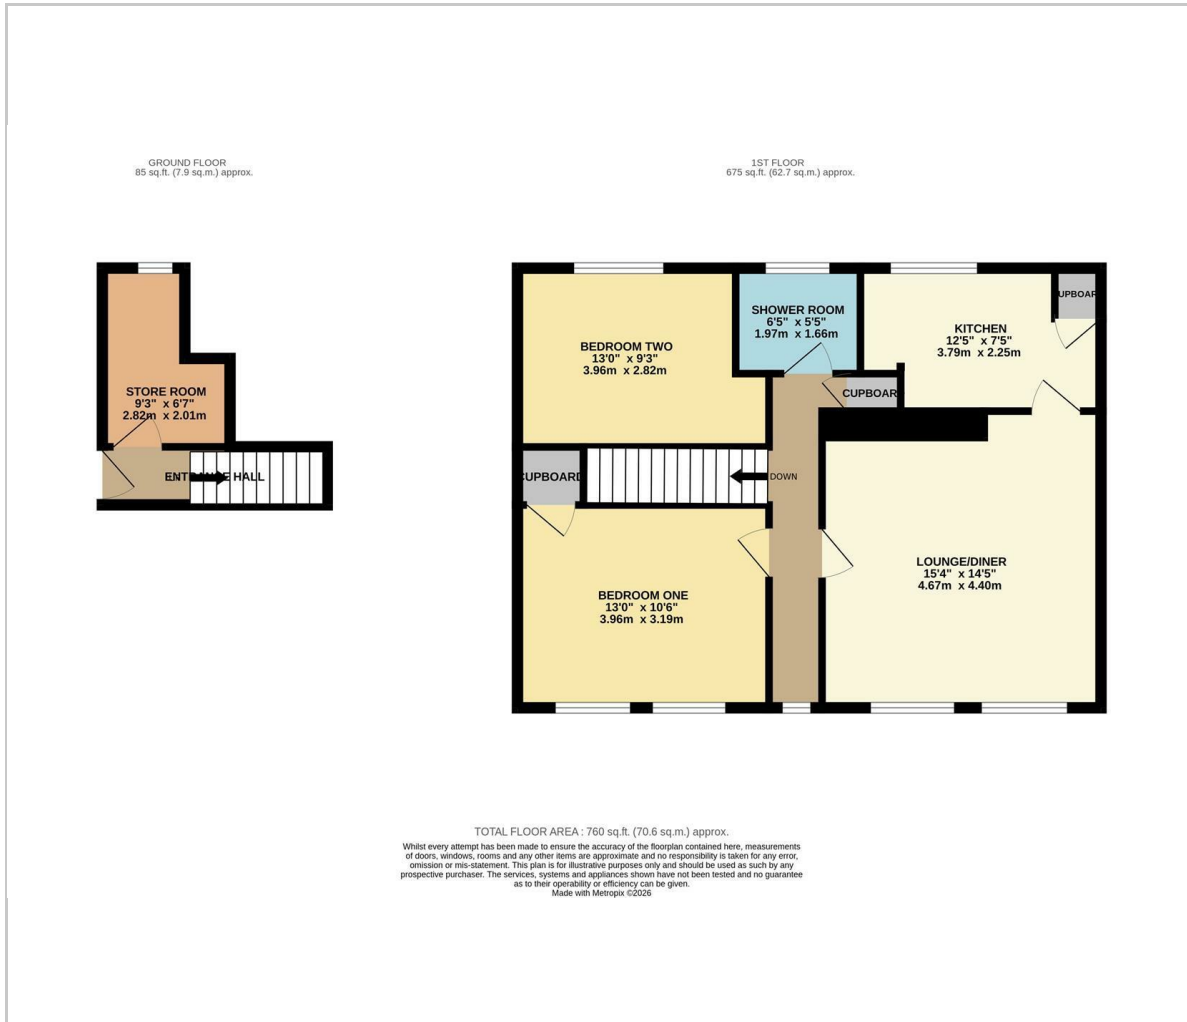 GROUND FLOOR
85 sq.ft. (7.9 sq.m.) approx.
1ST FLOOR
675 sq.ft. (62.7 sq.m.) approx.
STORE ROOM
9'3" x 6'7"
2.82m x 2.01m
ENTRANCE HALL
BEDROOM TWO
13'0" x 9'3"
3.96m x 2.82m
SHOWER ROOM
6'5" x 5'5"
1.97m x 1.66m
KITCHEN
12'5" x 7'5"
3.79m x 2.25m
UPBOAR
CUPBOAR
CUPBOARD
DOWN
BEDROOM ONE
13'0" x 10'6"
3.96m x 3.19m
LOUNGE/DINER
15'4" x 14'5"
4.67m x 4.40m
TOTAL FLOOR AREA : 760 sq.ft. (70.6 sq.m.) approx.
Whilst every attempt has been made to ensure the accuracy of the floorplan contained here, measurements
of doors, windows, rooms and any other items are approximate and no responsibility is taken for any error,
omission or mis-statement. This plan is for illustrative purposes only and should be used as such by any
prospective purchaser. The services, systems and appliances shown have not been tested and no guarantee
as to their operability or efficiency can be given.
Made with Metropix ©2026